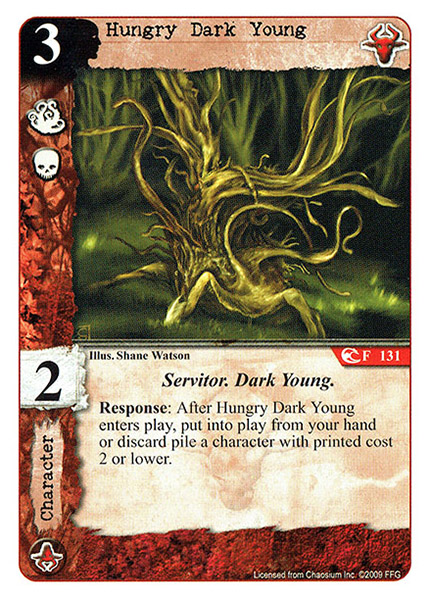 3
Hungry Dark Young
Illus. Shane Watson
F 131
2
Servitor. Dark Young.
Response: After Hungry Dark Young
enters play, put into play from your hand
or discard pile a character with printed cost
2 or lower.
Character
Licensed from Chaosium Inc. ©2009 FFG